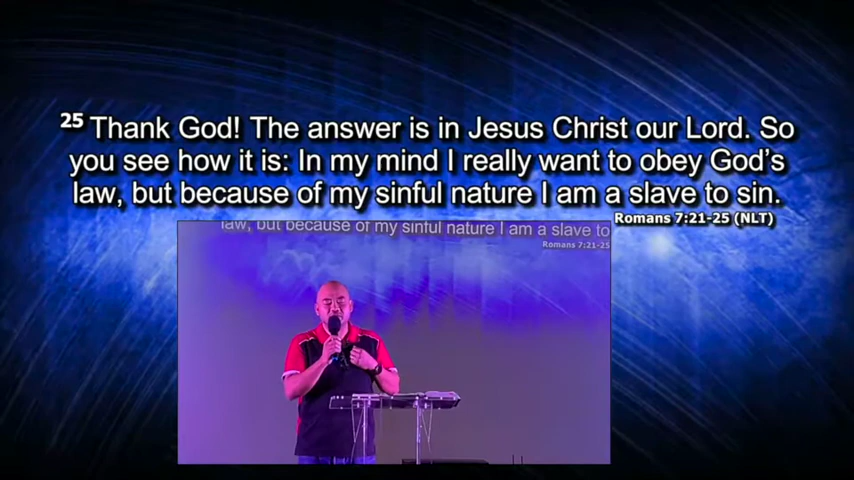 25 Thank God! The answer is in Jesus Christ our Lord. So
you see how it is: In my mind I really want to obey God's
law, but because of my sinful nature I am a slave to sin.
Romans 7:21-25 (NLT)
law, but because of my sinful nature I am a slave to
Romans 7:21-25